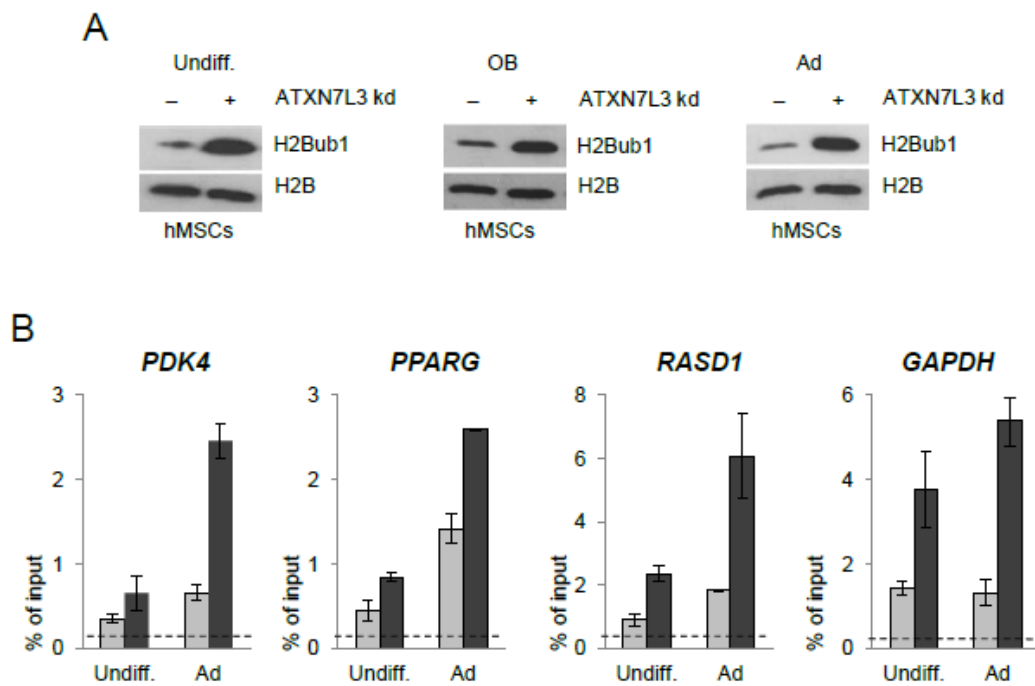 A
Undiff. OB Ad
– + ATXN7L3 kd – + ATXN7L3 kd – + ATXN7L3 kd
H2Bub1 H2Bub1 H2Bub1
H2B H2B H2B
hMSCs hMSCs hMSCs
B
PDK4 PPARG RASD1 GAPDH
3 3 8 6
6
2 2 4
4
1 1 2
2
0 0 0 0
% of input % of input % of input % of input
Undiff. Ad Undiff. Ad Undiff. Ad Undiff. Ad